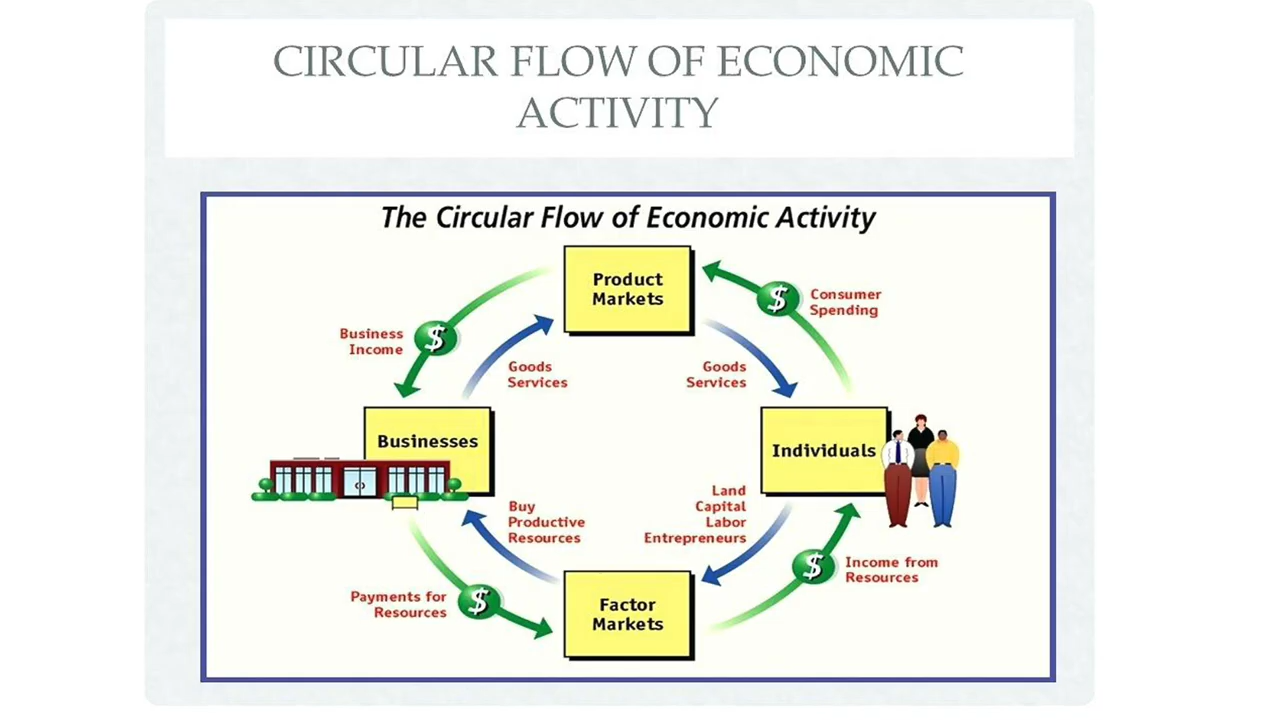 CIRCULAR FLOW OF ECONOMIC
ACTIVITY
The Circular Flow of Economic Activity
Product
Markets
$
Consumer
Spending
Business
Income
$
Goods
Services
Goods
Services
Businesses
Individuals
Buy
Productive
Resources
Land
Capital
Labor
Entrepreneurs
Payments for
Resources
$
Factor
Markets
$
Income from
Resources